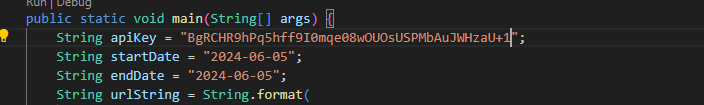 Run | Debug
public static void main(String[] args) {
String apiKey = "BgRCHR9hPq5hff9I0mqe08wOUOsUSPMbAuJWHzaU+1";
String startDate = "2024-06-05";
String endDate = "2024-06-05";
String urlString = String.format(